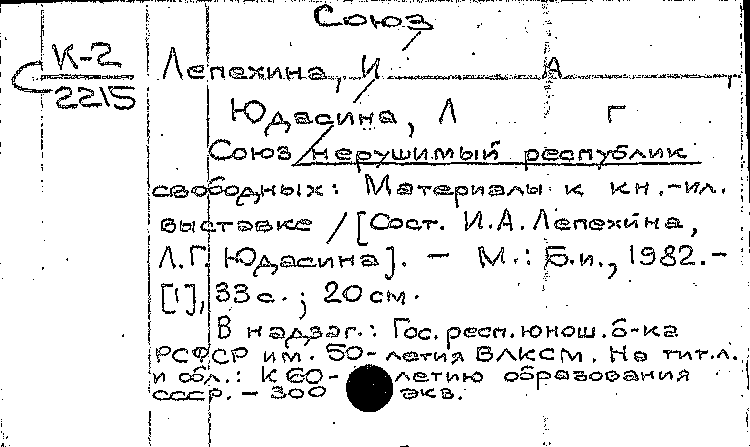 Союз
К-2
2215
Лепехина, И А ,
Юдасина, Л Г
Союз нерушимый республик
свободных: Материалы к кн.-ил.
выставке / [Сост. И.А.Лепехина,
Л.Г. Юдасина]. - М.: Б.и., 1982.-
[1], 33 с. ; 20 см.
В надзаг.: Гос.респ.юнош.б-ка
РСФСР им. 50-летия ВЛКСМ. На тит.л.
и обл.: К 60-летию образования
СССР. - 300 экз.